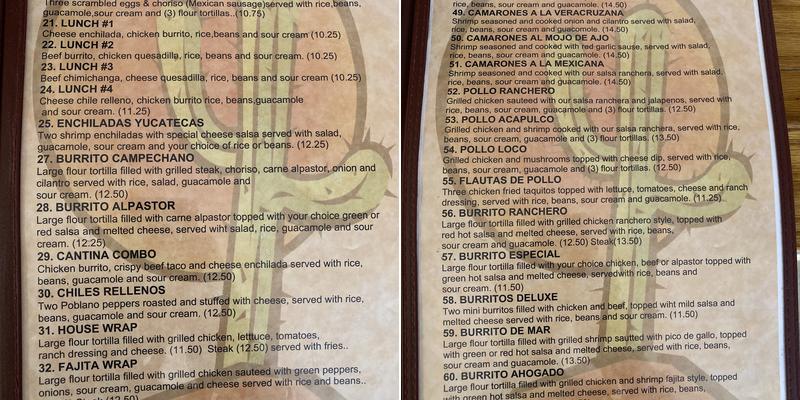 Three scrambled eggs & choriso (Mexican sausage)served with rice,beans,
guacamole,sour cream and (3) flour tortillas..(10.75)
21. LUNCH #1
Cheese enchilada, chicken burrito, rice,beans and sour cream (10.25)
22. LUNCH #2
Beef burrito, chicken quesadilla, rice, beans and sour cream. (10.25)
23. LUNCH #3
Beef chimichanga, cheese quesadilla, rice, beans and sour cream (10.25)
24. LUNCH #4
Cheese chile relleno, chicken burrito rice, beans,guacamole
and sour cream. (11.25)
25. ENCHILADAS YUCATECAS
Two shrimp enchiladas with special cheese salsa served with salad,
guacamole, sour cream and your choice of rice or beans. (12.25)
27. BURRITO CAMPECHANO
Large flour tortilla filled with grilled steak, choriso, carne alpastor, onion and
cilantro served with rice, salad, guacamole and
sour cream. (12.50)
28. BURRITO ALPASTOR
Large flour tortilla filled with carne alpastor topped with your choice green or
red salsa and melted cheese, served wiht salad, rice, guacamole and sour
cream. (12.25)
29. CANTINA COMBO
Chicken burrito, crispy beef taco and cheese enchilada served with rice,
beans, guacamole and sour cream. (12.50)
30. CHILES RELLENOS
Two Poblano peppers roasted and stuffed with cheese, served with rice,
beans, guacamole and sour cream. (12.50)
31. HOUSE WRAP
Large flour tortilla filled with grilled chicken, letttuce, tomatoes,
ranch dressing and cheese. (11.50) Steak (12.50) served with fries..
32. FAJITA WRAP
Large flour tortilla filled with grilled chicken sauteed with green peppers,
onions, sour cream, guacamole and cheese served with rice and beans..
(12.50)
rice, beans, sour cream and guacamole. (14.50)
49. CAMARONES A LA VERACRUZANA
Shrimp seasoned and cooked onion and cilantro served with salad,
rice, beans, sour cream and guacamole. (14.50)
50. CAMARONES AL MOJO DE AJO
Shrimp seasoned and cooked with red garlic sauce, served with salad,
rice, beans, sour cream and guacamole. (14.50)
51. CAMARONES A LA MEXICANA
Shrimp seasoned and cooked with our salsa ranchera, served with salad,
rice, beans, sour cream and guacamole. (14.50)
52. POLLO RANCHERO
Grilled chicken sauteed with our salsa ranchera and jalapenos, served with
rice, beans, sour cream, guacamole and (3) flour tortillas. (12.50)
53. POLLO ACAPULCO
Grilled chicken and shrimp cooked with our salsa ranchera, served with
rice, beans, sour cream, guacamole and (3) flour tortillas. (13.50)
54. POLLO LOCO
Grilled chicken and mushrooms topped with cheese dip, served with rice,
beans, sour cream, guacamole and (3) flour tortillas. (12.50)
55. FLAUTAS DE POLLO
Three chicken fried taquitos topped with lettuce, tomatoes, cheese and ranch
dressing, served with rice, beans, sour cream and guacamole. (11.25)
56. BURRITO RANCHERO
Large flour tortilla filled with grilled chicken ranchero style, topped with
red hot salsa and melted cheese, served with rice, beans,
sour cream and guacamole. (12.50) Steak(13.50)
57. BURRITO ESPECIAL
Large flour tortilla filled with your choice chicken, beef or alpastor topped with
green hot salsa and melted cheese, servedwith rice, beans and
sour cream. (11.50)
58. BURRITOS DELUXE
Two mini burritos filled with chicken and beef, topped wiht mild salsa and
melted cheese served with rice, beans and sour cream. (11.50)
59. BURRITO DE MAR
Large flour tortilla filled with grilled shrimp sautted with pico de gallo, topped
with green or red hot salsa and melted cheese, served with rice, beans,
sour cream and guacamole. (13.50)
60. BURRITO AHOGADO
Large flour tortilla filled with grilled chicken and shrimp fajita style, topped
with red hot salsa and melted cheese, served with rice, beans,